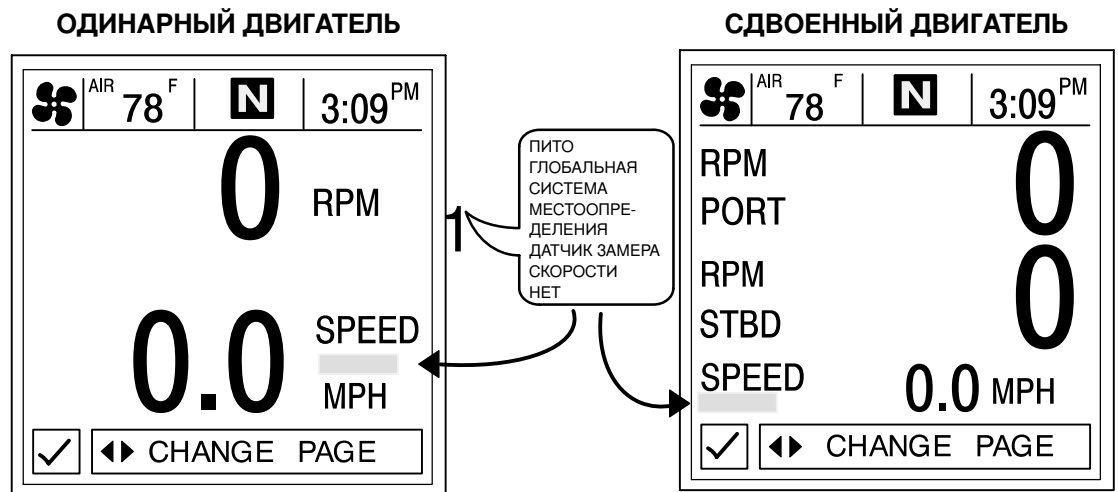 ОДИНАРНЫЙ ДВИГАТЕЛЬ
AIR 78 F N 3:09 PM
0 RPM
0.0 SPEED
MPH
CHANGE PAGE
1
ПИТО
ГЛОБАЛЬНАЯ
СИСТЕМА
МЕСТООПРЕ-
ДЕЛЕНИЯ
ДАТЧИК ЗАМЕРА
СКОРОСТИ
НЕТ
СДВОЕННЫЙ ДВИГАТЕЛЬ
AIR 78 F N 3:09 PM
RPM 0
PORT
RPM 0
STBD
SPEED 0.0 MPH
CHANGE PAGE